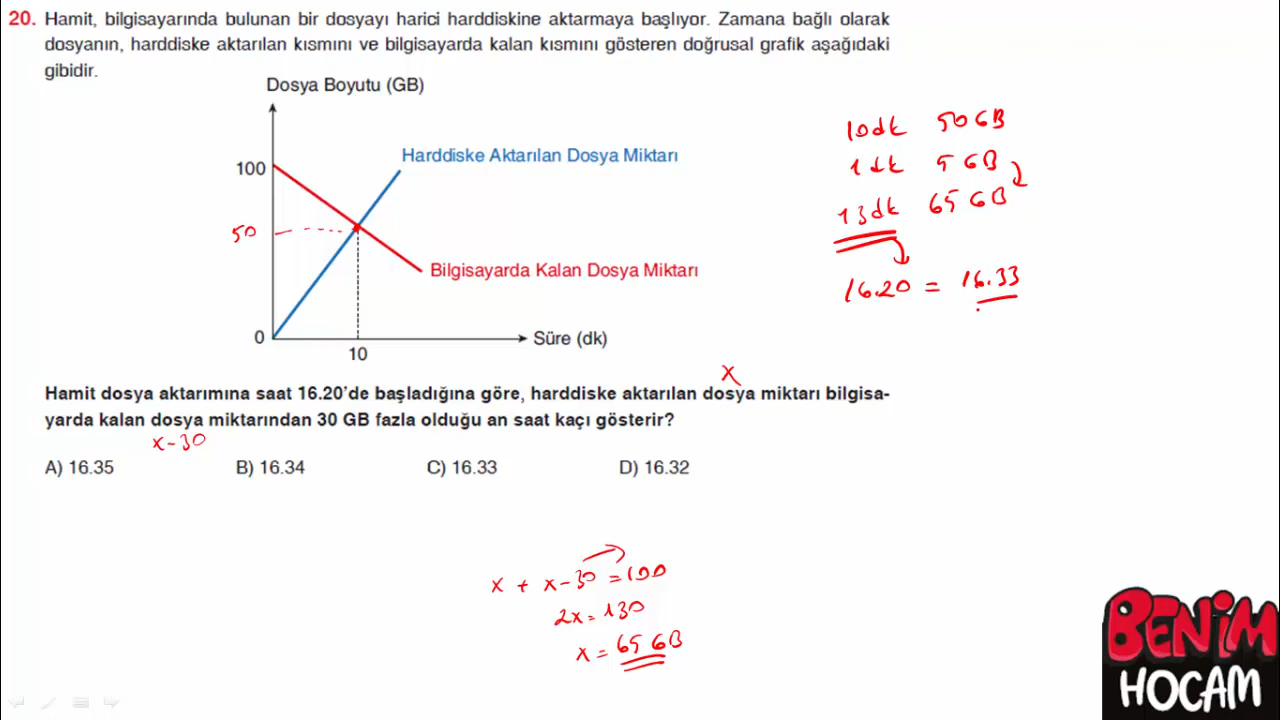 20. Hamit, bilgisayarında bulunan bir dosyayı harici harddiskine aktarmaya başlıyor. Zamana bağlı olarak
dosyanın, harddiske aktarılan kısmını ve bilgisayarda kalan kısmını gösteren doğrusal grafik aşağıdaki
gibidir.
Dosya Boyutu (GB)
100
50
0
10
Harddiske Aktarılan Dosya Miktarı
Bilgisayarda Kalan Dosya Miktarı
Süre (dk)
10dk 50GB
1dk 5GB
13dk 65GB
16.20 = 16.33
x
Hamit dosya aktarımına saat 16.20'de başladığına göre, harddiske aktarılan dosya miktarı bilgisa-
yarda kalan dosya miktarından 30 GB fazla olduğu an saat kaçı gösterir?
x-30
A) 16.35 B) 16.34 C) 16.33 D) 16.32
x + x-30 = 100
2x = 130
x = 65 GB
BENİM
HOCAM